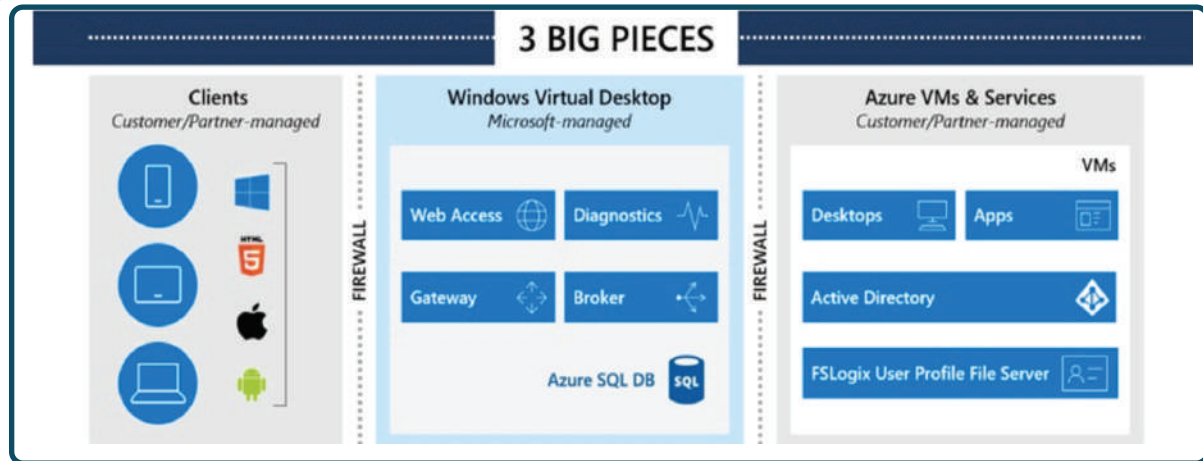 3 BIG PIECES
Clients
Customer/Partner-managed
HTML
5
FIREWALL
Windows Virtual Desktop
Microsoft-managed
Web Access
Diagnostics
Gateway
Broker
Azure SQL DB
SQL
FIREWALL
Azure VMs & Services
Customer/Partner-managed
VMs
Desktops
Apps
Active Directory
FSLogix User Profile File Server